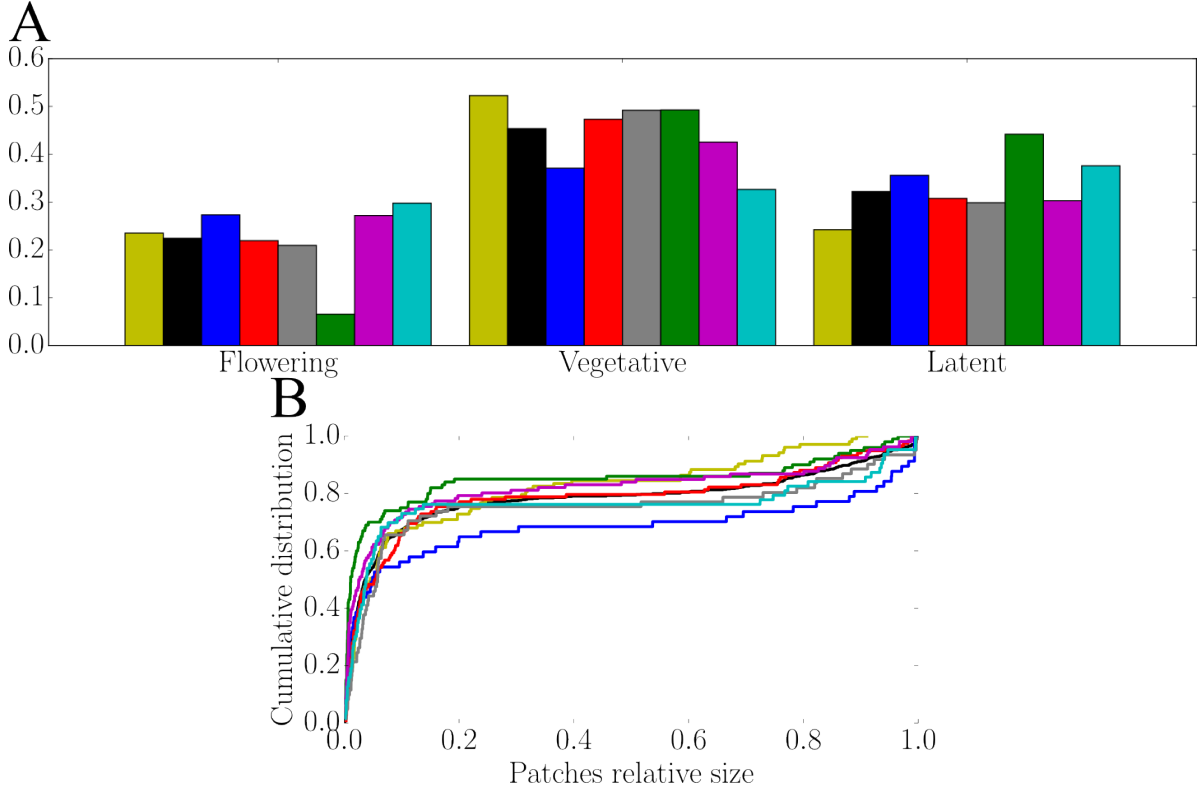 A
0.6
0.5
0.4
0.3
0.2
0.1
0.0
Flowering Vegetative Latent
B
1.0
0.8
0.6
0.4
0.2
0.0
Cumulative distribution
0.0 0.2 0.4 0.6 0.8 1.0
Patches relative size